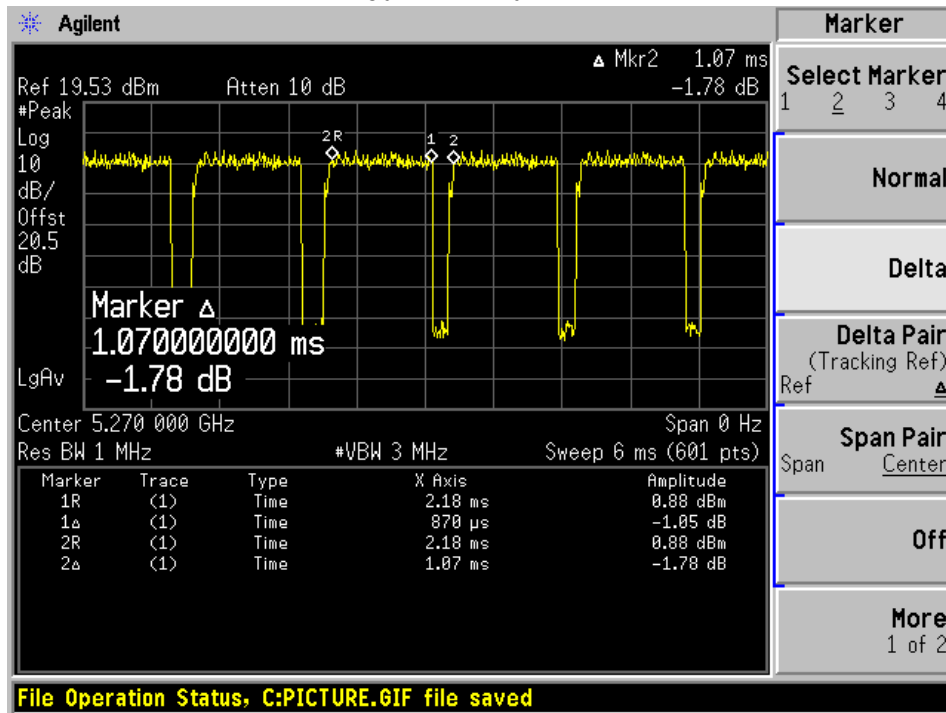 Agilent
Marker
▵ Mkr2 1.07 ms
Ref 19.53 dBm Atten 10 dB -1.78 dB
#Peak
Log
10
dB/
Offst
20.5
dB
LgAv
2R
1
2
Marker ▵
1.070000000 ms
-1.78 dB
Center 5.270 000 GHz Span 0 Hz
Res BW 1 MHz #VBW 3 MHz Sweep 6 ms (601 pts)
Marker Trace Type X Axis Amplitude
1R (1) Time 2.18 ms 0.88 dBm
1▵ (1) Time 870 µs -1.05 dB
2R (1) Time 2.18 ms 0.88 dBm
2▵ (1) Time 1.07 ms -1.78 dB
Select Marker
1 2 3 4
Normal
Delta
Delta Pair
(Tracking Ref)
Ref ▵
Span Pair
Span Center
Off
More
1 of 2
File Operation Status, C:PICTURE.GIF file saved